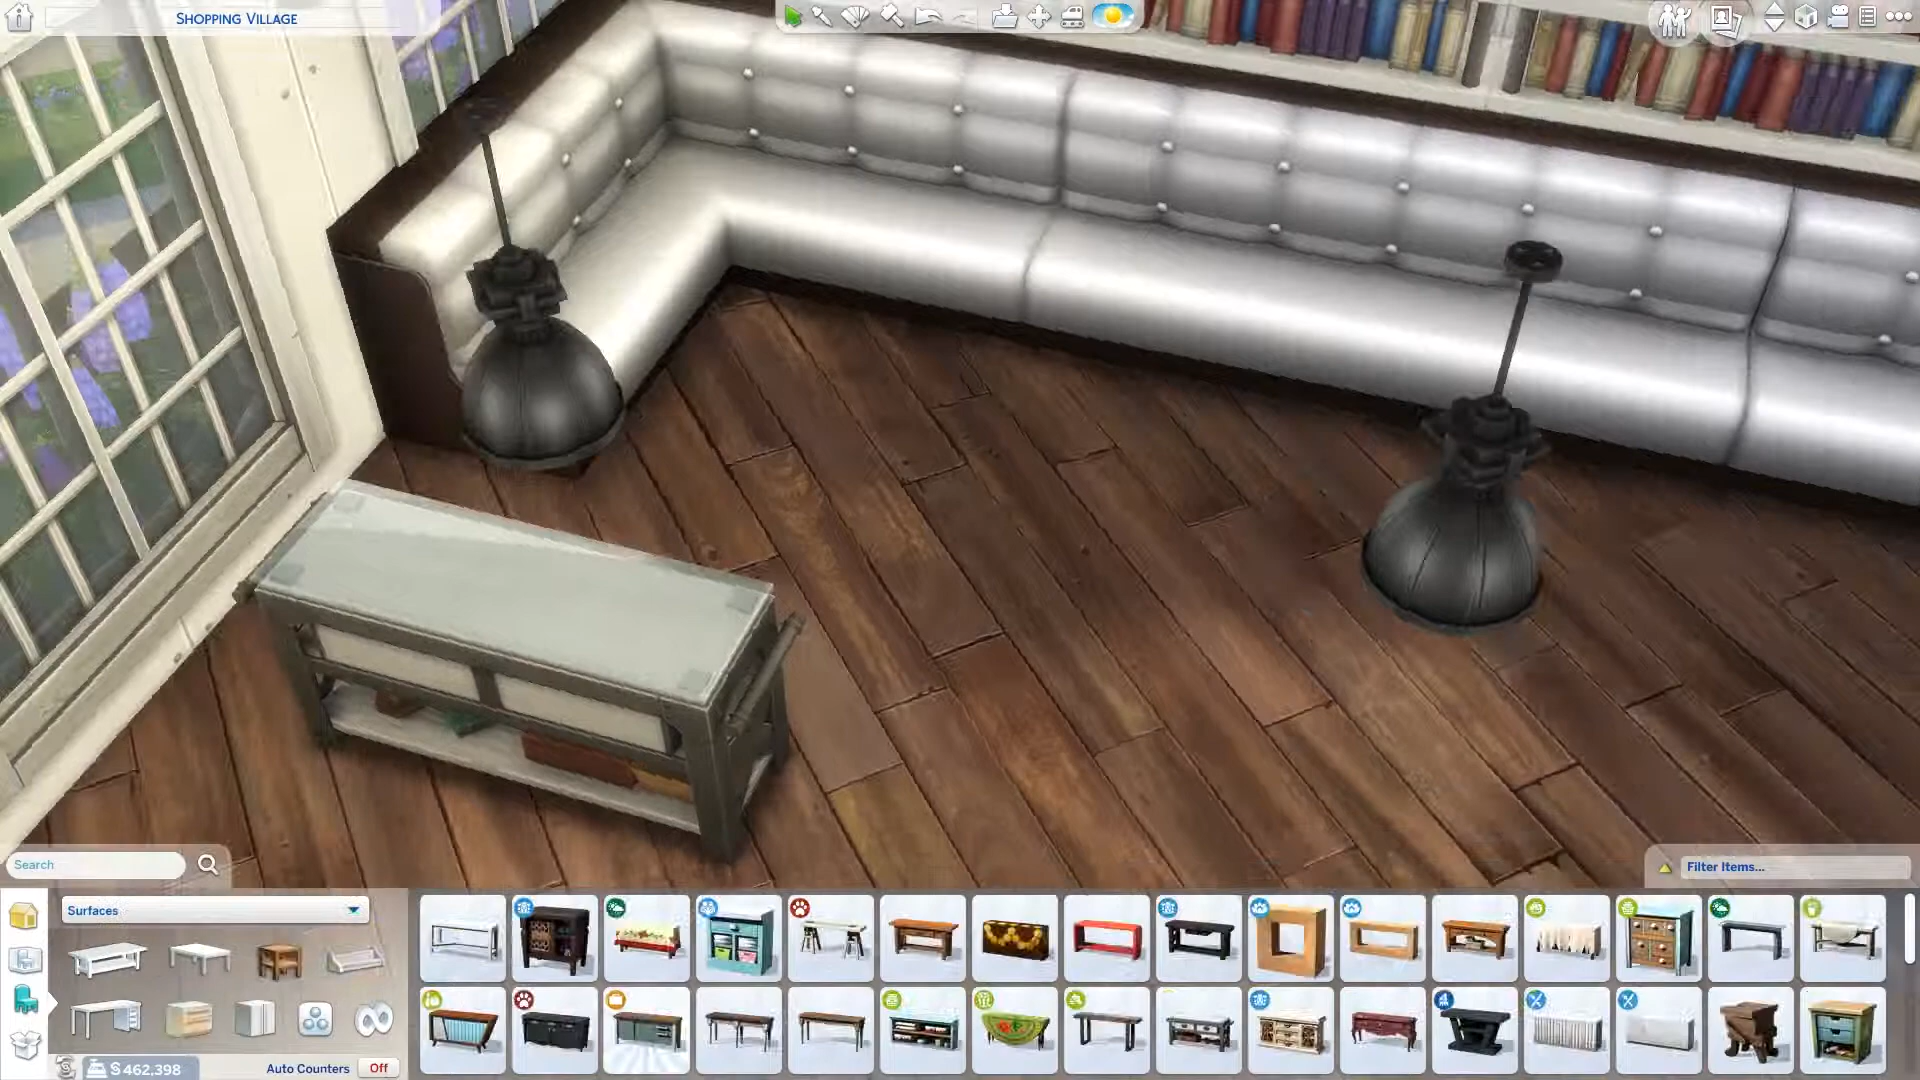 Shopping Village
Search
Filter Items...
Surfaces
§462,398
Auto Counters
Off